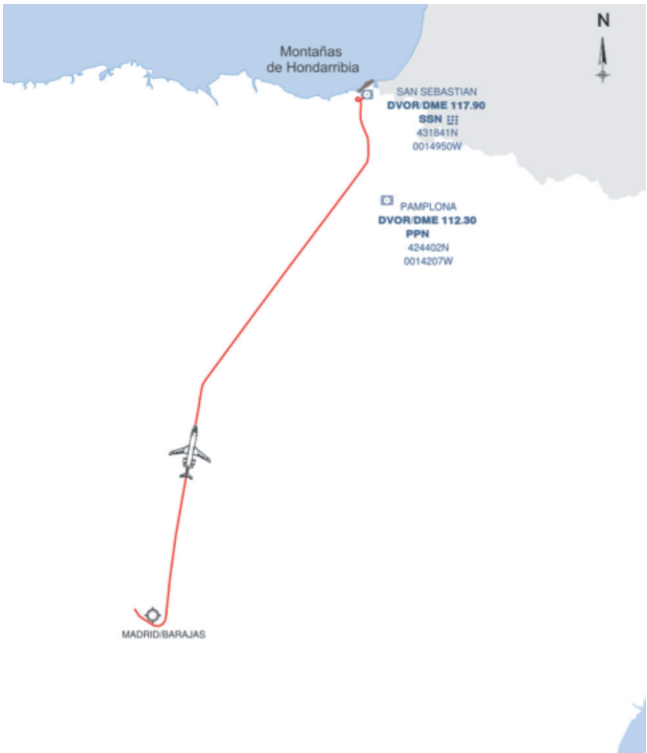 N
Montañas
de Hondarribia
SAN SEBASTIAN
DVOR/DME 117.90
SSN
431841N
0014950W
PAMPLONA
DVOR/DME 112.30
PPN
424402N
0014207W
MADRID/BARAJAS